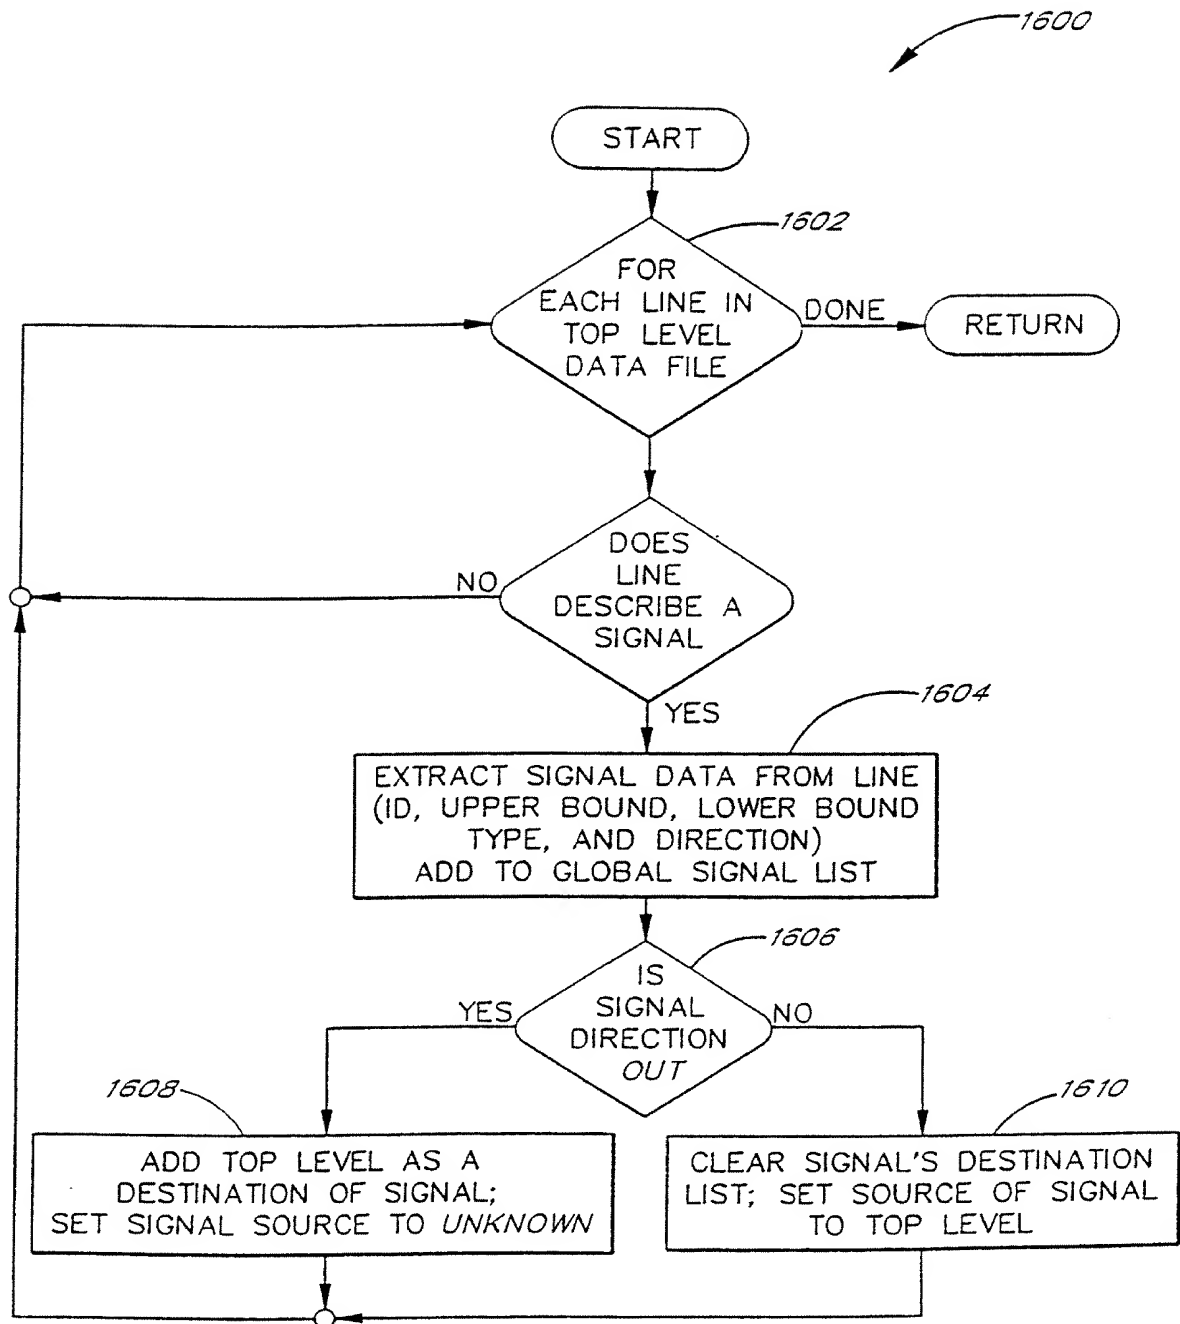 1600
START
1602
FOR
EACH LINE IN
TOP LEVEL
DATA FILE
DONE
RETURN
DOES
LINE
DESCRIBE A
SIGNAL
NO
YES
1604
EXTRACT SIGNAL DATA FROM LINE
(ID, UPPER BOUND, LOWER BOUND
TYPE, AND DIRECTION)
ADD TO GLOBAL SIGNAL LIST
1606
IS
SIGNAL
DIRECTION
OUT
YES
NO
1608
ADD TOP LEVEL AS A
DESTINATION OF SIGNAL;
SET SIGNAL SOURCE TO UNKNOWN
1610
CLEAR SIGNAL'S DESTINATION
LIST; SET SOURCE OF SIGNAL
TO TOP LEVEL